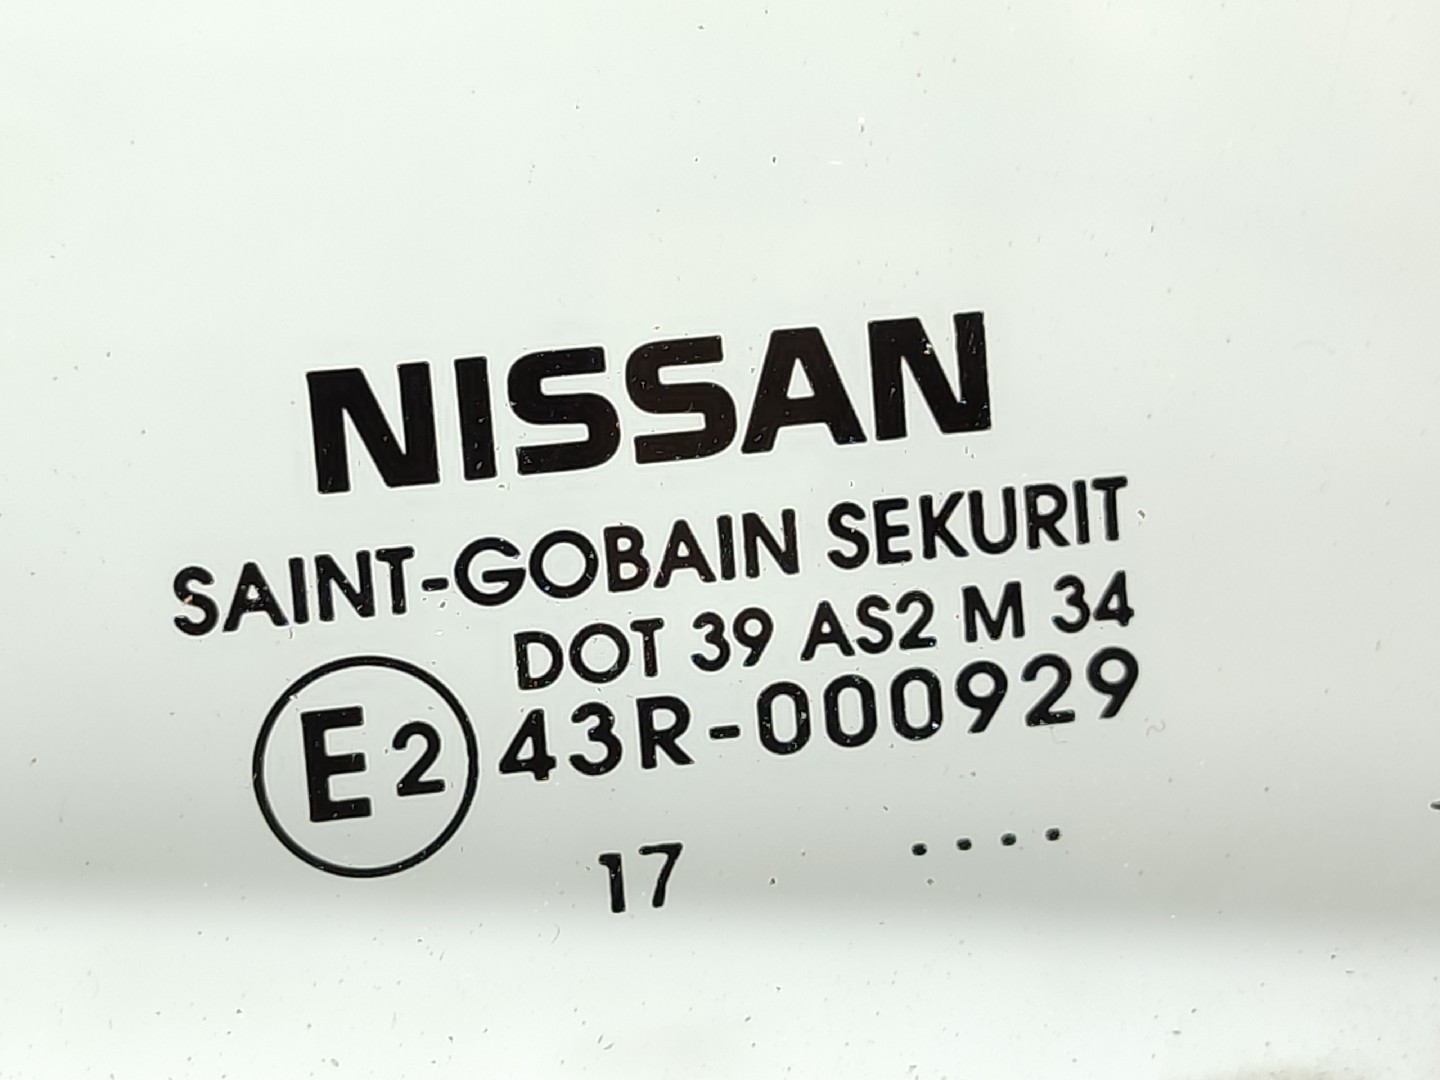 NISSAN
SAINT-GOBAIN SEKURIT
DOT 39 AS2 M 34
E2 43R-000929
17 ....